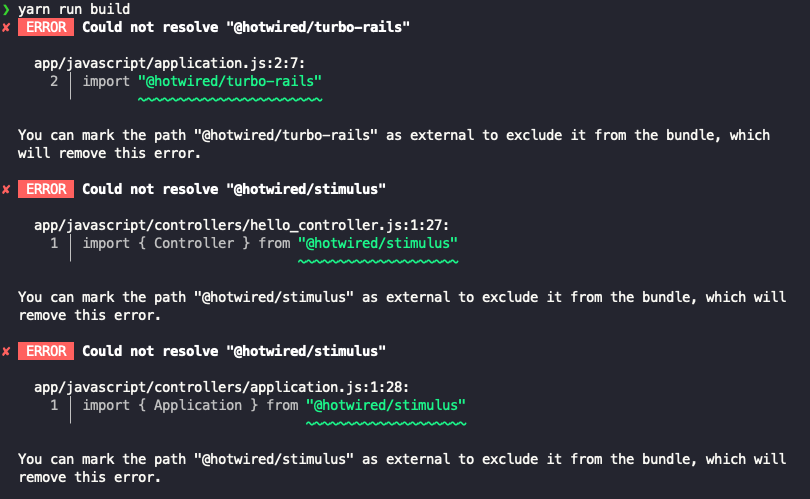 ❯ yarn run build
✘ ERROR Could not resolve "@hotwired/turbo-rails"
app/javascript/application.js:2:7:
2 │ import "@hotwired/turbo-rails"
You can mark the path "@hotwired/turbo-rails" as external to exclude it from the bundle, which
will remove this error.
✘ ERROR Could not resolve "@hotwired/stimulus"
app/javascript/controllers/hello_controller.js:1:27:
1 │ import { Controller } from "@hotwired/stimulus"
You can mark the path "@hotwired/stimulus" as external to exclude it from the bundle, which will
remove this error.
✘ ERROR Could not resolve "@hotwired/stimulus"
app/javascript/controllers/application.js:1:28:
1 │ import { Application } from "@hotwired/stimulus"
You can mark the path "@hotwired/stimulus" as external to exclude it from the bundle, which will
remove this error.